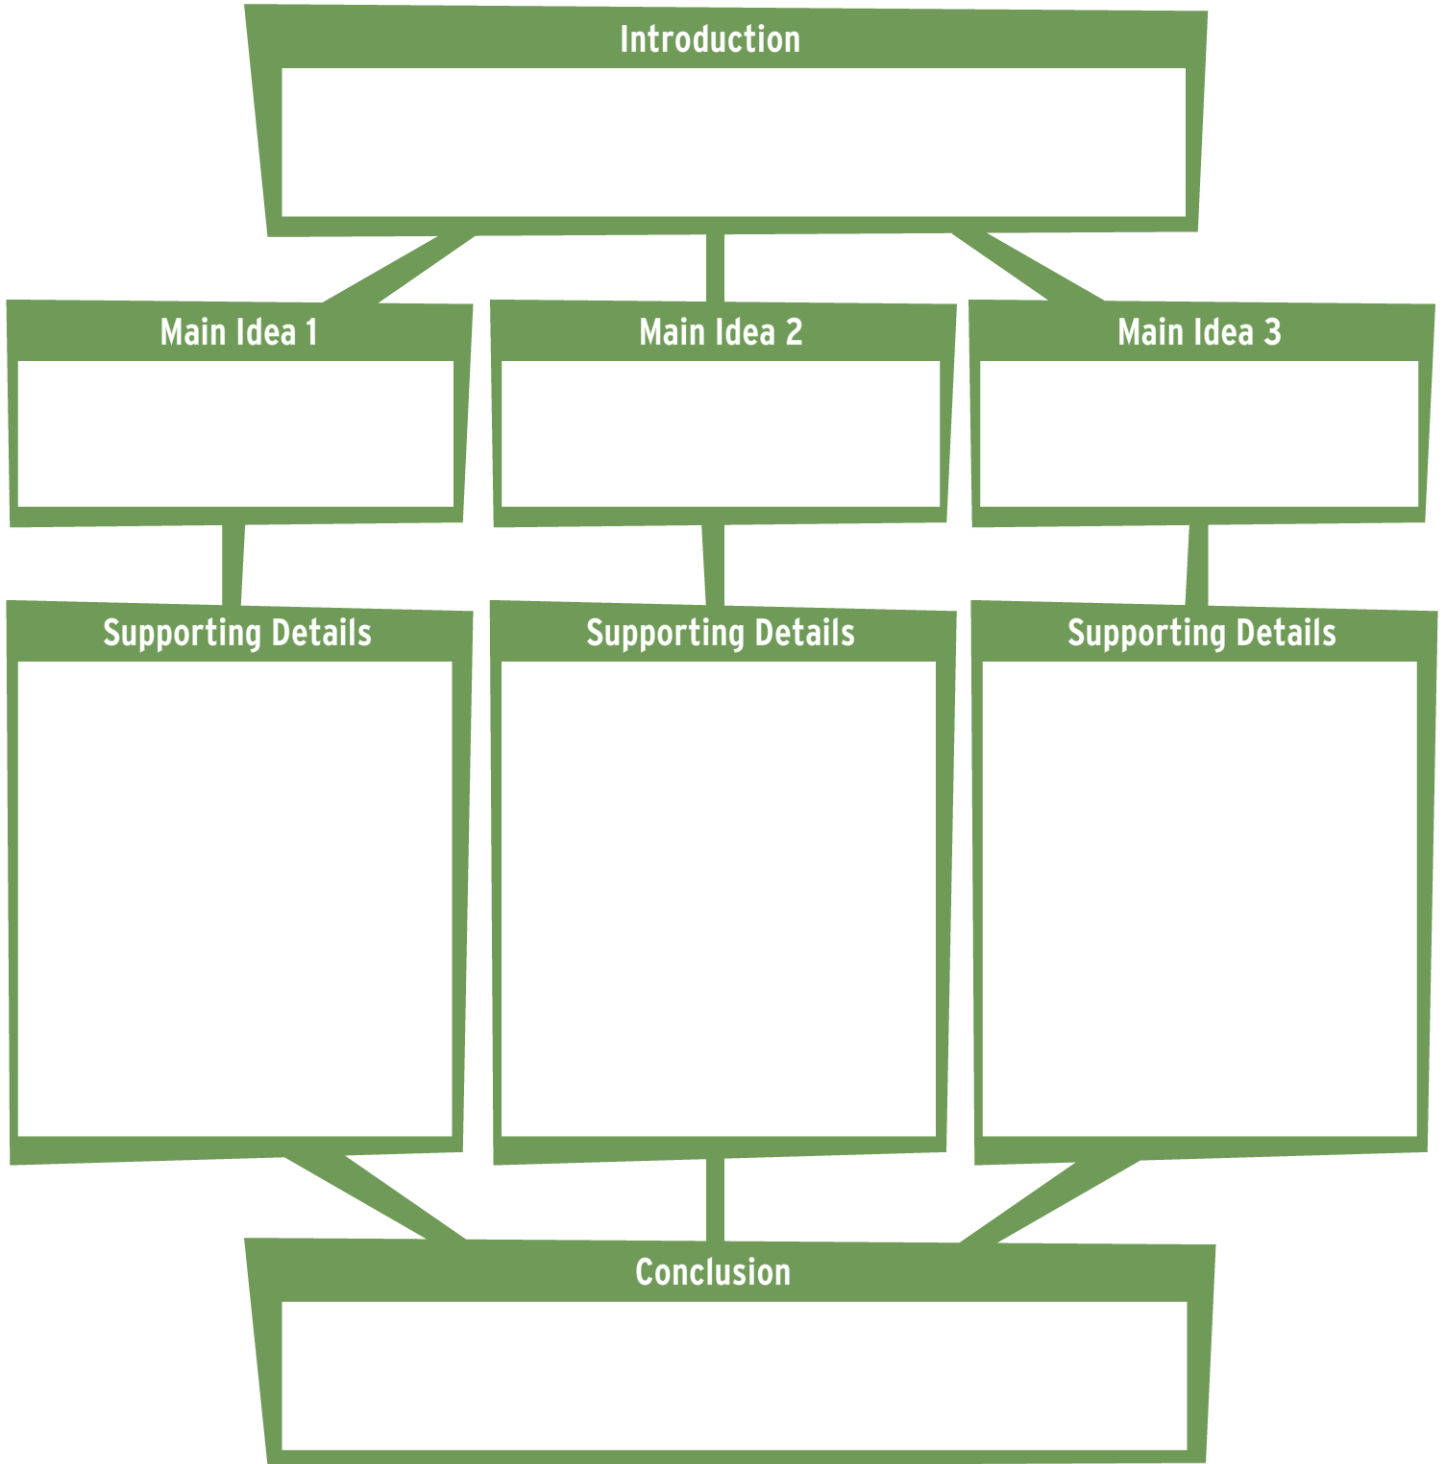 Introduction
Main Idea 1
Main Idea 2
Main Idea 3
Supporting Details
Supporting Details
Supporting Details
Conclusion